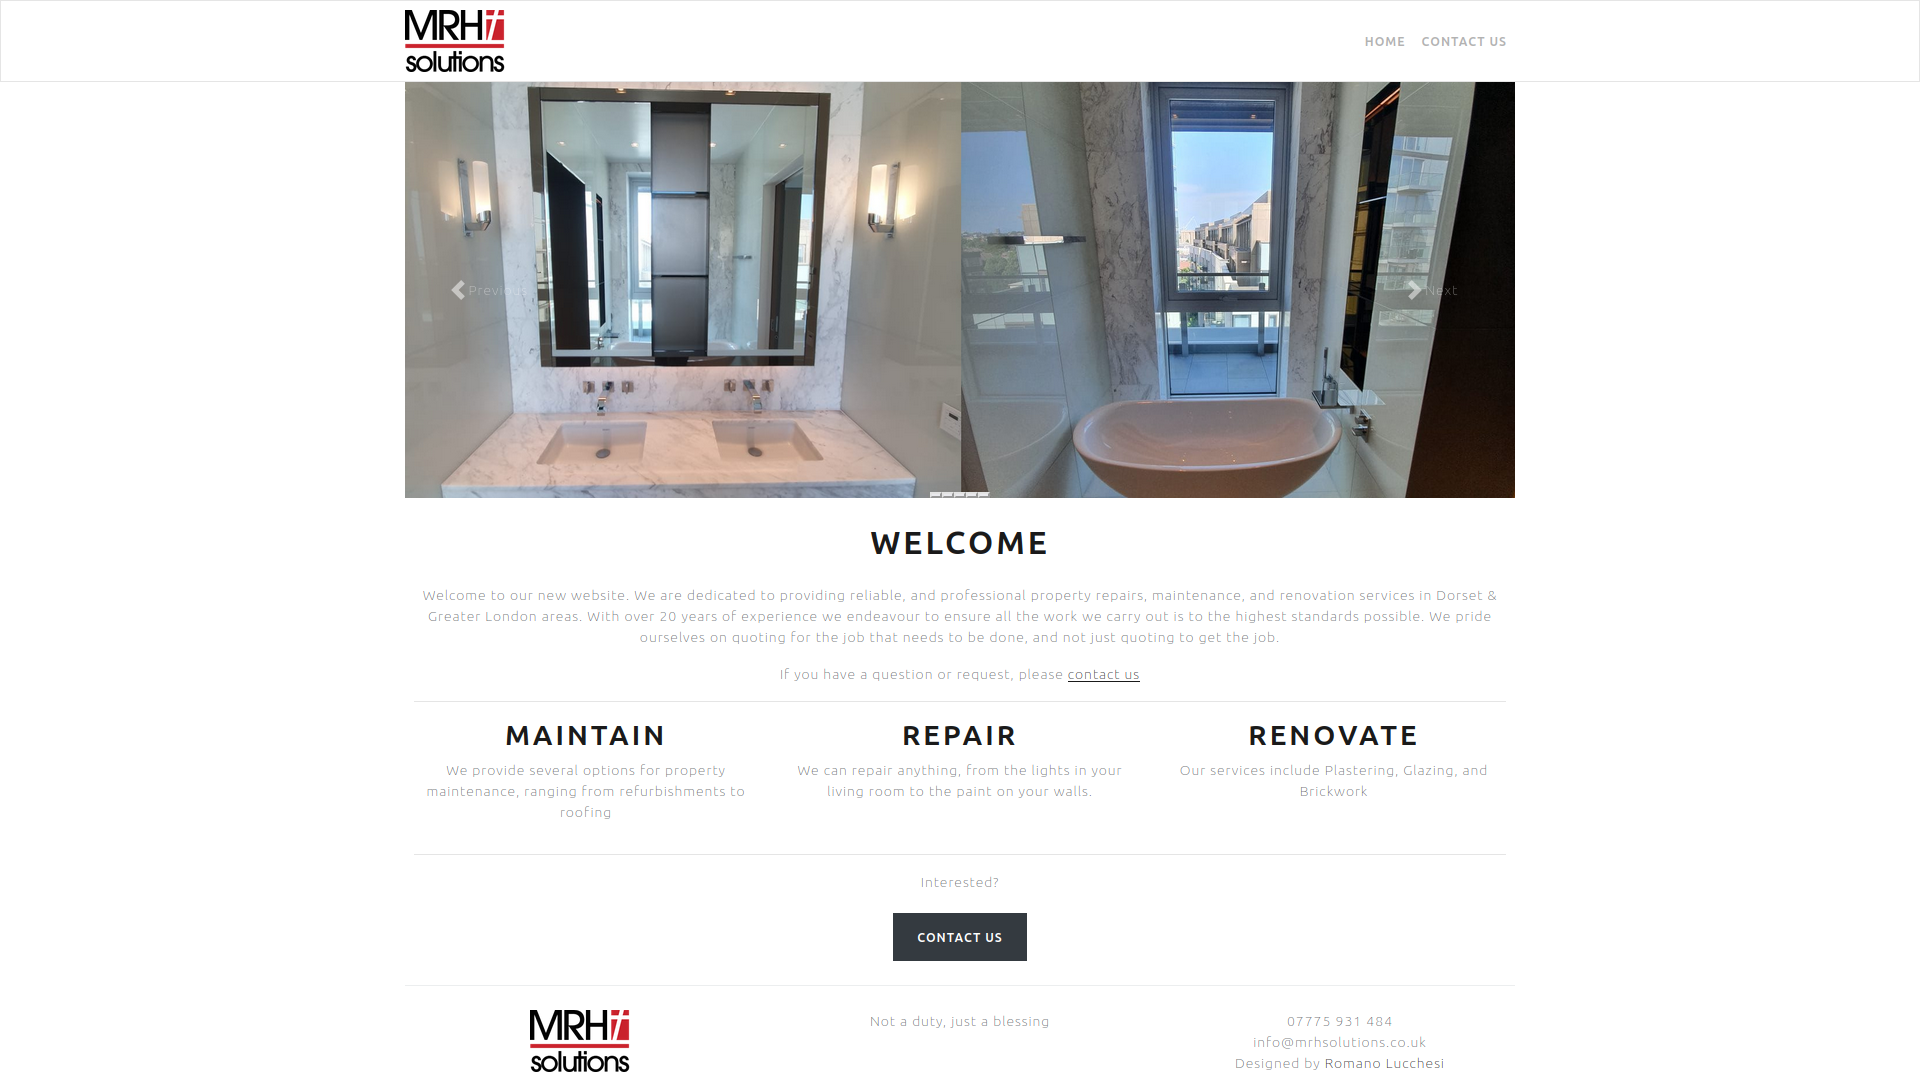 MRH
solutions
HOME CONTACT US
Previous
Next
WELCOME
Welcome to our new website. We are dedicated to providing reliable, and professional property repairs, maintenance, and renovation services in Dorset &
Greater London areas. With over 20 years of experience we endeavour to ensure all the work we carry out is to the highest standards possible. We pride
ourselves on quoting for the job that needs to be done, and not just quoting to get the job.
If you have a question or request, please contact us
MAINTAIN
We provide several options for property
maintenance, ranging from refurbishments to
roofing
REPAIR
We can repair anything, from the lights in your
living room to the paint on your walls.
RENOVATE
Our services include Plastering, Glazing, and
Brickwork
Interested?
CONTACT US
MRH
solutions
Not a duty, just a blessing
07775 931 484
info@mrhsolutions.co.uk
Designed by Romano Lucchesi